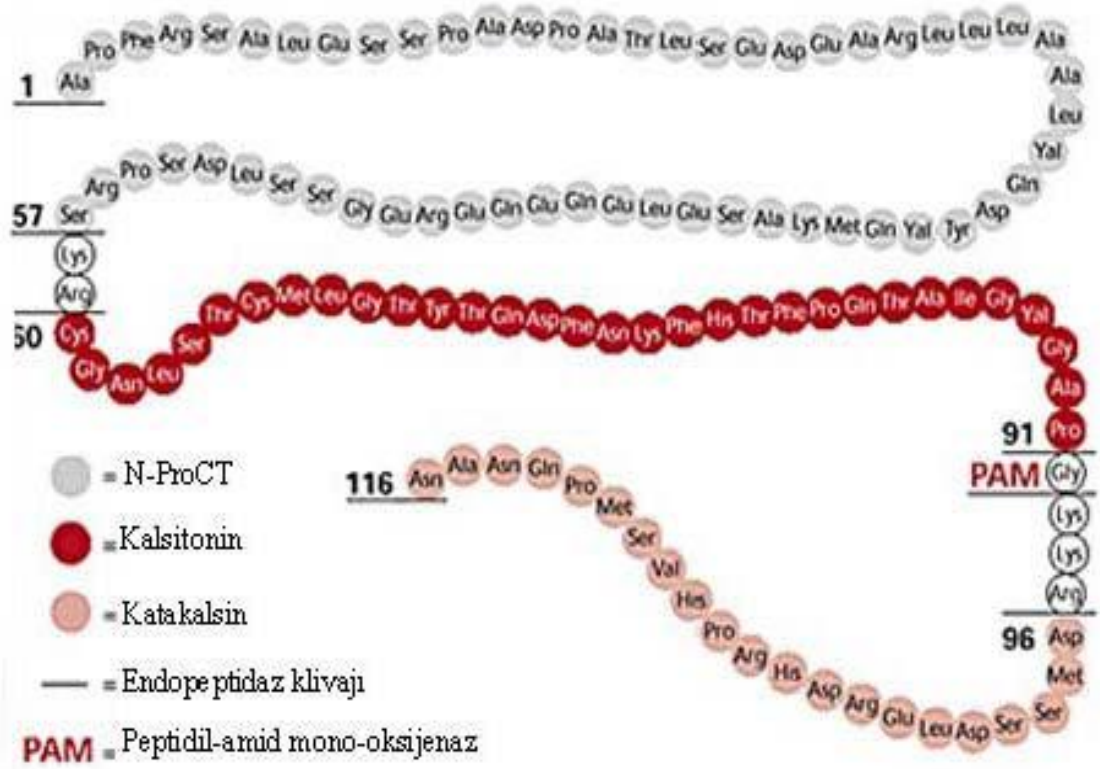 1 Ala Pro Phe Arg Ser Ala Leu Glu Ser Ser Pro Ala Asp Pro Ala Thr Leu Ser Glu Asp Glu Ala Arg Leu Leu Leu Ala
Ala
Leu
Yal
Gln
Asp
Tyr Yal Gln Met Lys Ala Ser Glu Leu Glu Gln Glu Gln Glu Arg Glu Gly Ser Ser Leu Asp Ser Pro Arg
57 Ser
Lys
Arg
60 Cys
Gly Asn Leu Ser Thr Cys Met Leu Gly Thr Tyr Thr Gln Asp Phe Asn Lys Phe His Thr Phe Pro Gln Thr Ala Ile Gly Yal
Gly
Ala
91 Pro
PAM Gly
Lys
Lys
Arg
96 Asp
Met
Ser Ser Asp Leu Glu Arg Asp His Arg Pro His Val Ser Met Pro Gln Asn Ala Asn 116
= N-ProCT
= Kalsitonin
= Katakalsin
= Endopeptidaz klivaji
PAM = Peptidil-amid mono-oksijenaz